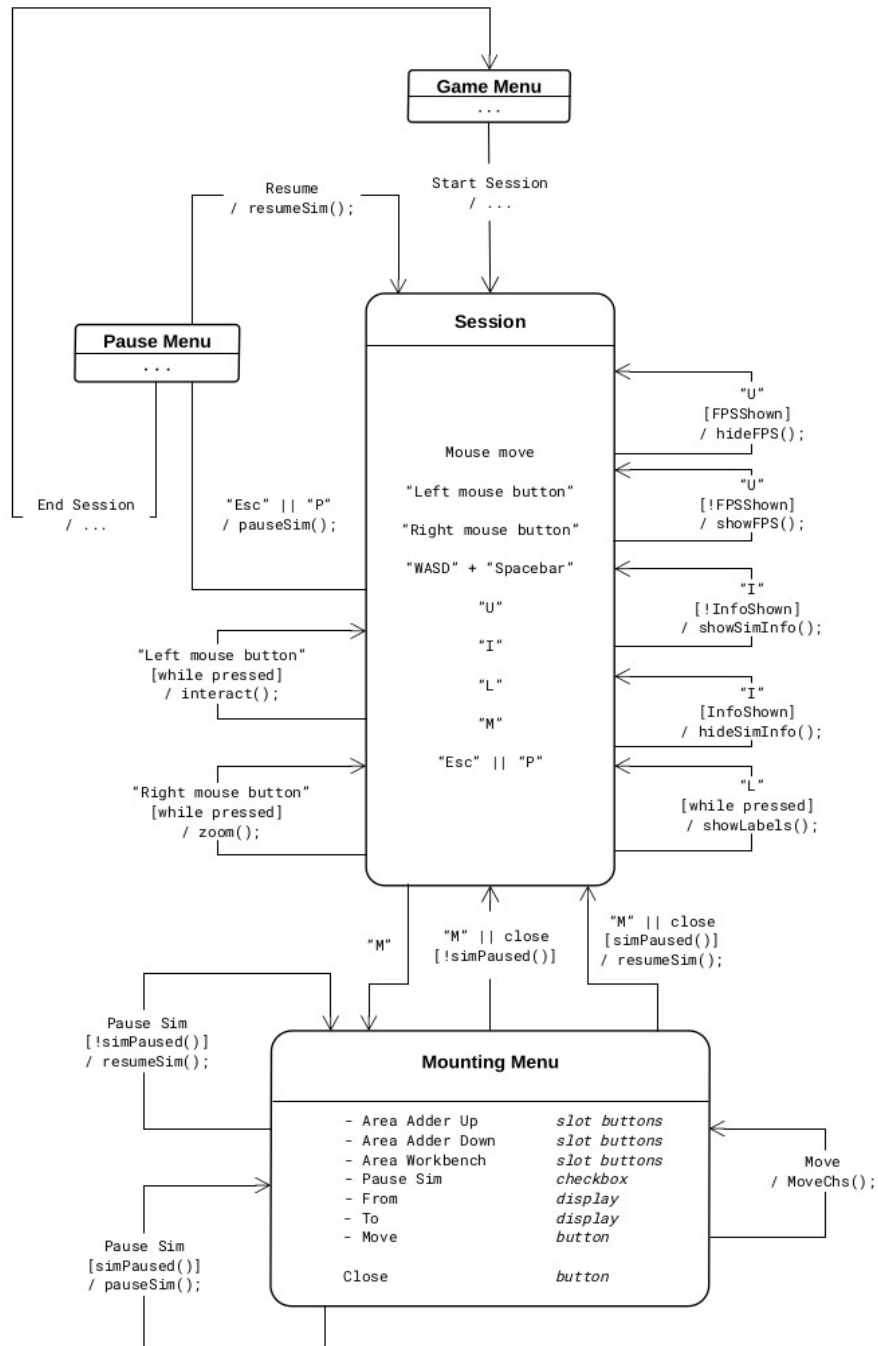 Game Menu
...
Start Session
/ ...
Resume
/ resumeSim();
Pause Menu
...
End Session
/ ...
“Esc” || “P”
/ pauseSim();
Session
Mouse move
“Left mouse button”
“Right mouse button”
“WASD” + “Spacebar”
“U”
“I”
“L”
“M”
“Esc” || “P”
“U”
[FPSShown]
/ hideFPS();
“U”
[!FPSShown]
/ showFPS();
“I”
[!InfoShown]
/ showSimInfo();
“I”
[InfoShown]
/ hideSimInfo();
“L”
[while pressed]
/ showLabels();
“Left mouse button”
[while pressed]
/ interact();
“Right mouse button”
[while pressed]
/ zoom();
“M”
“M” || close
[!simPaused()]
“M” || close
[simPaused()]
/ resumeSim();
Pause Sim
[!simPaused()]
/ resumeSim();
Pause Sim
[simPaused()]
/ pauseSim();
Mounting Menu
- Area Adder Up slot buttons
- Area Adder Down slot buttons
- Area Workbench slot buttons
- Pause Sim checkbox
- From display
- To display
- Move button
Close button
Move
/ MoveChs();